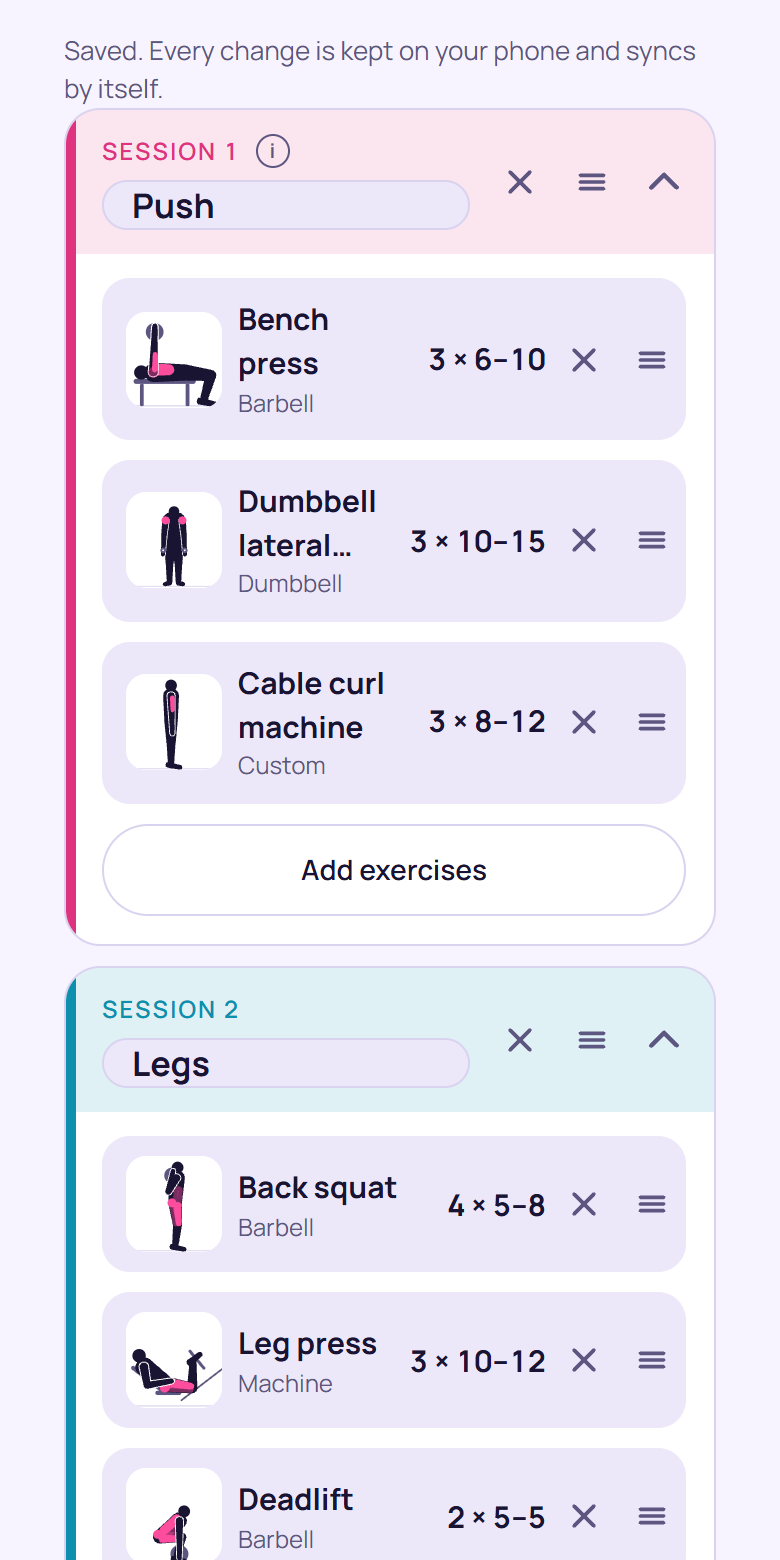 Saved. Every change is kept on your phone and syncs
by itself.
SESSION 1 i
Push
Bench
press
Barbell
3 × 6–10
Dumbbell
lateral…
Dumbbell
3 × 10–15
Cable curl
machine
Custom
3 × 8–12
Add exercises
SESSION 2
Legs
Back squat
Barbell
4 × 5–8
Leg press
Machine
3 × 10–12
Deadlift
Barbell
2 × 5–5